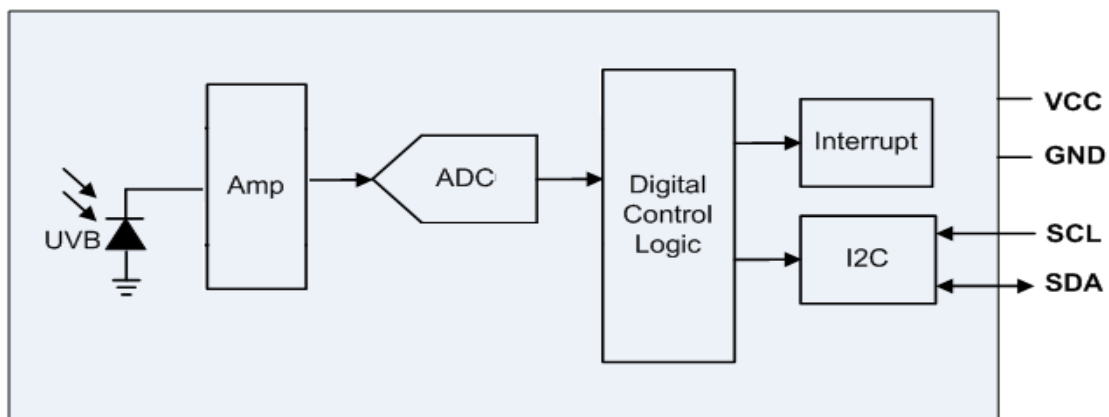 UVB
Amp
ADC
Digital
Control
Logic
Interrupt
I2C
VCC
GND
SCL
SDA